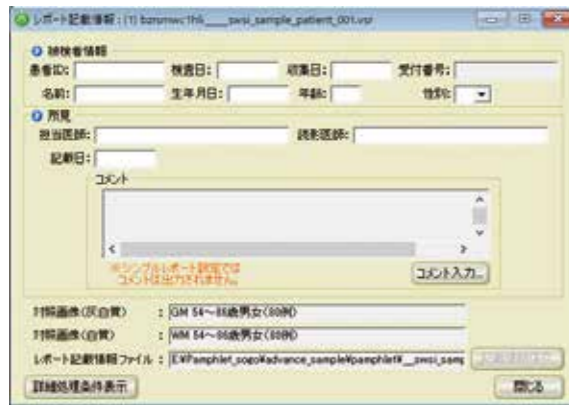 レポート記載情報 : (1) bzsmwc1hli____swsi_sample_patient_001.vsr
被検者情報
患者ID: 検査日: 収集日: 受付番号:
名前: 生年月日: 年齢: 性別:
所見
担当医師: 読影医師:
記載日:
コメント
※シンプルレポート設定では
コメントは出力されません。
コメント入力...
対照画像(灰白質) : GM 54～86歳男女(80例)
対照画像(白質) : WM 54～86歳男女(80例)
レポート記載情報ファイル : E:¥Pamphlet_sogo¥advance_sample¥pamphlet¥__swsi_samp
詳細処理条件表示 閉じる